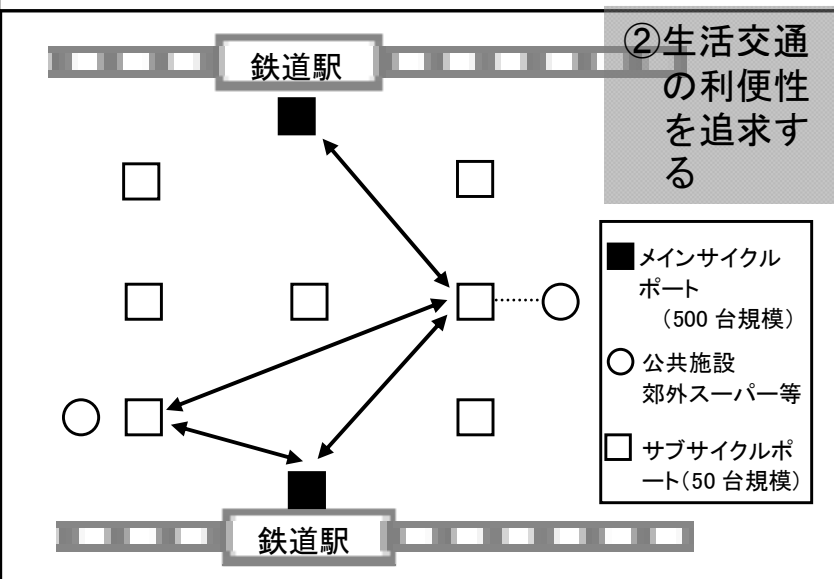 ②生活交通
の利便性
を追求す
る
鉄道駅
■メインサイクル
ポート
（500 台規模）
○ 公共施設
郊外スーパー等
□ サブサイクルポ
ート（50 台規模）
鉄道駅